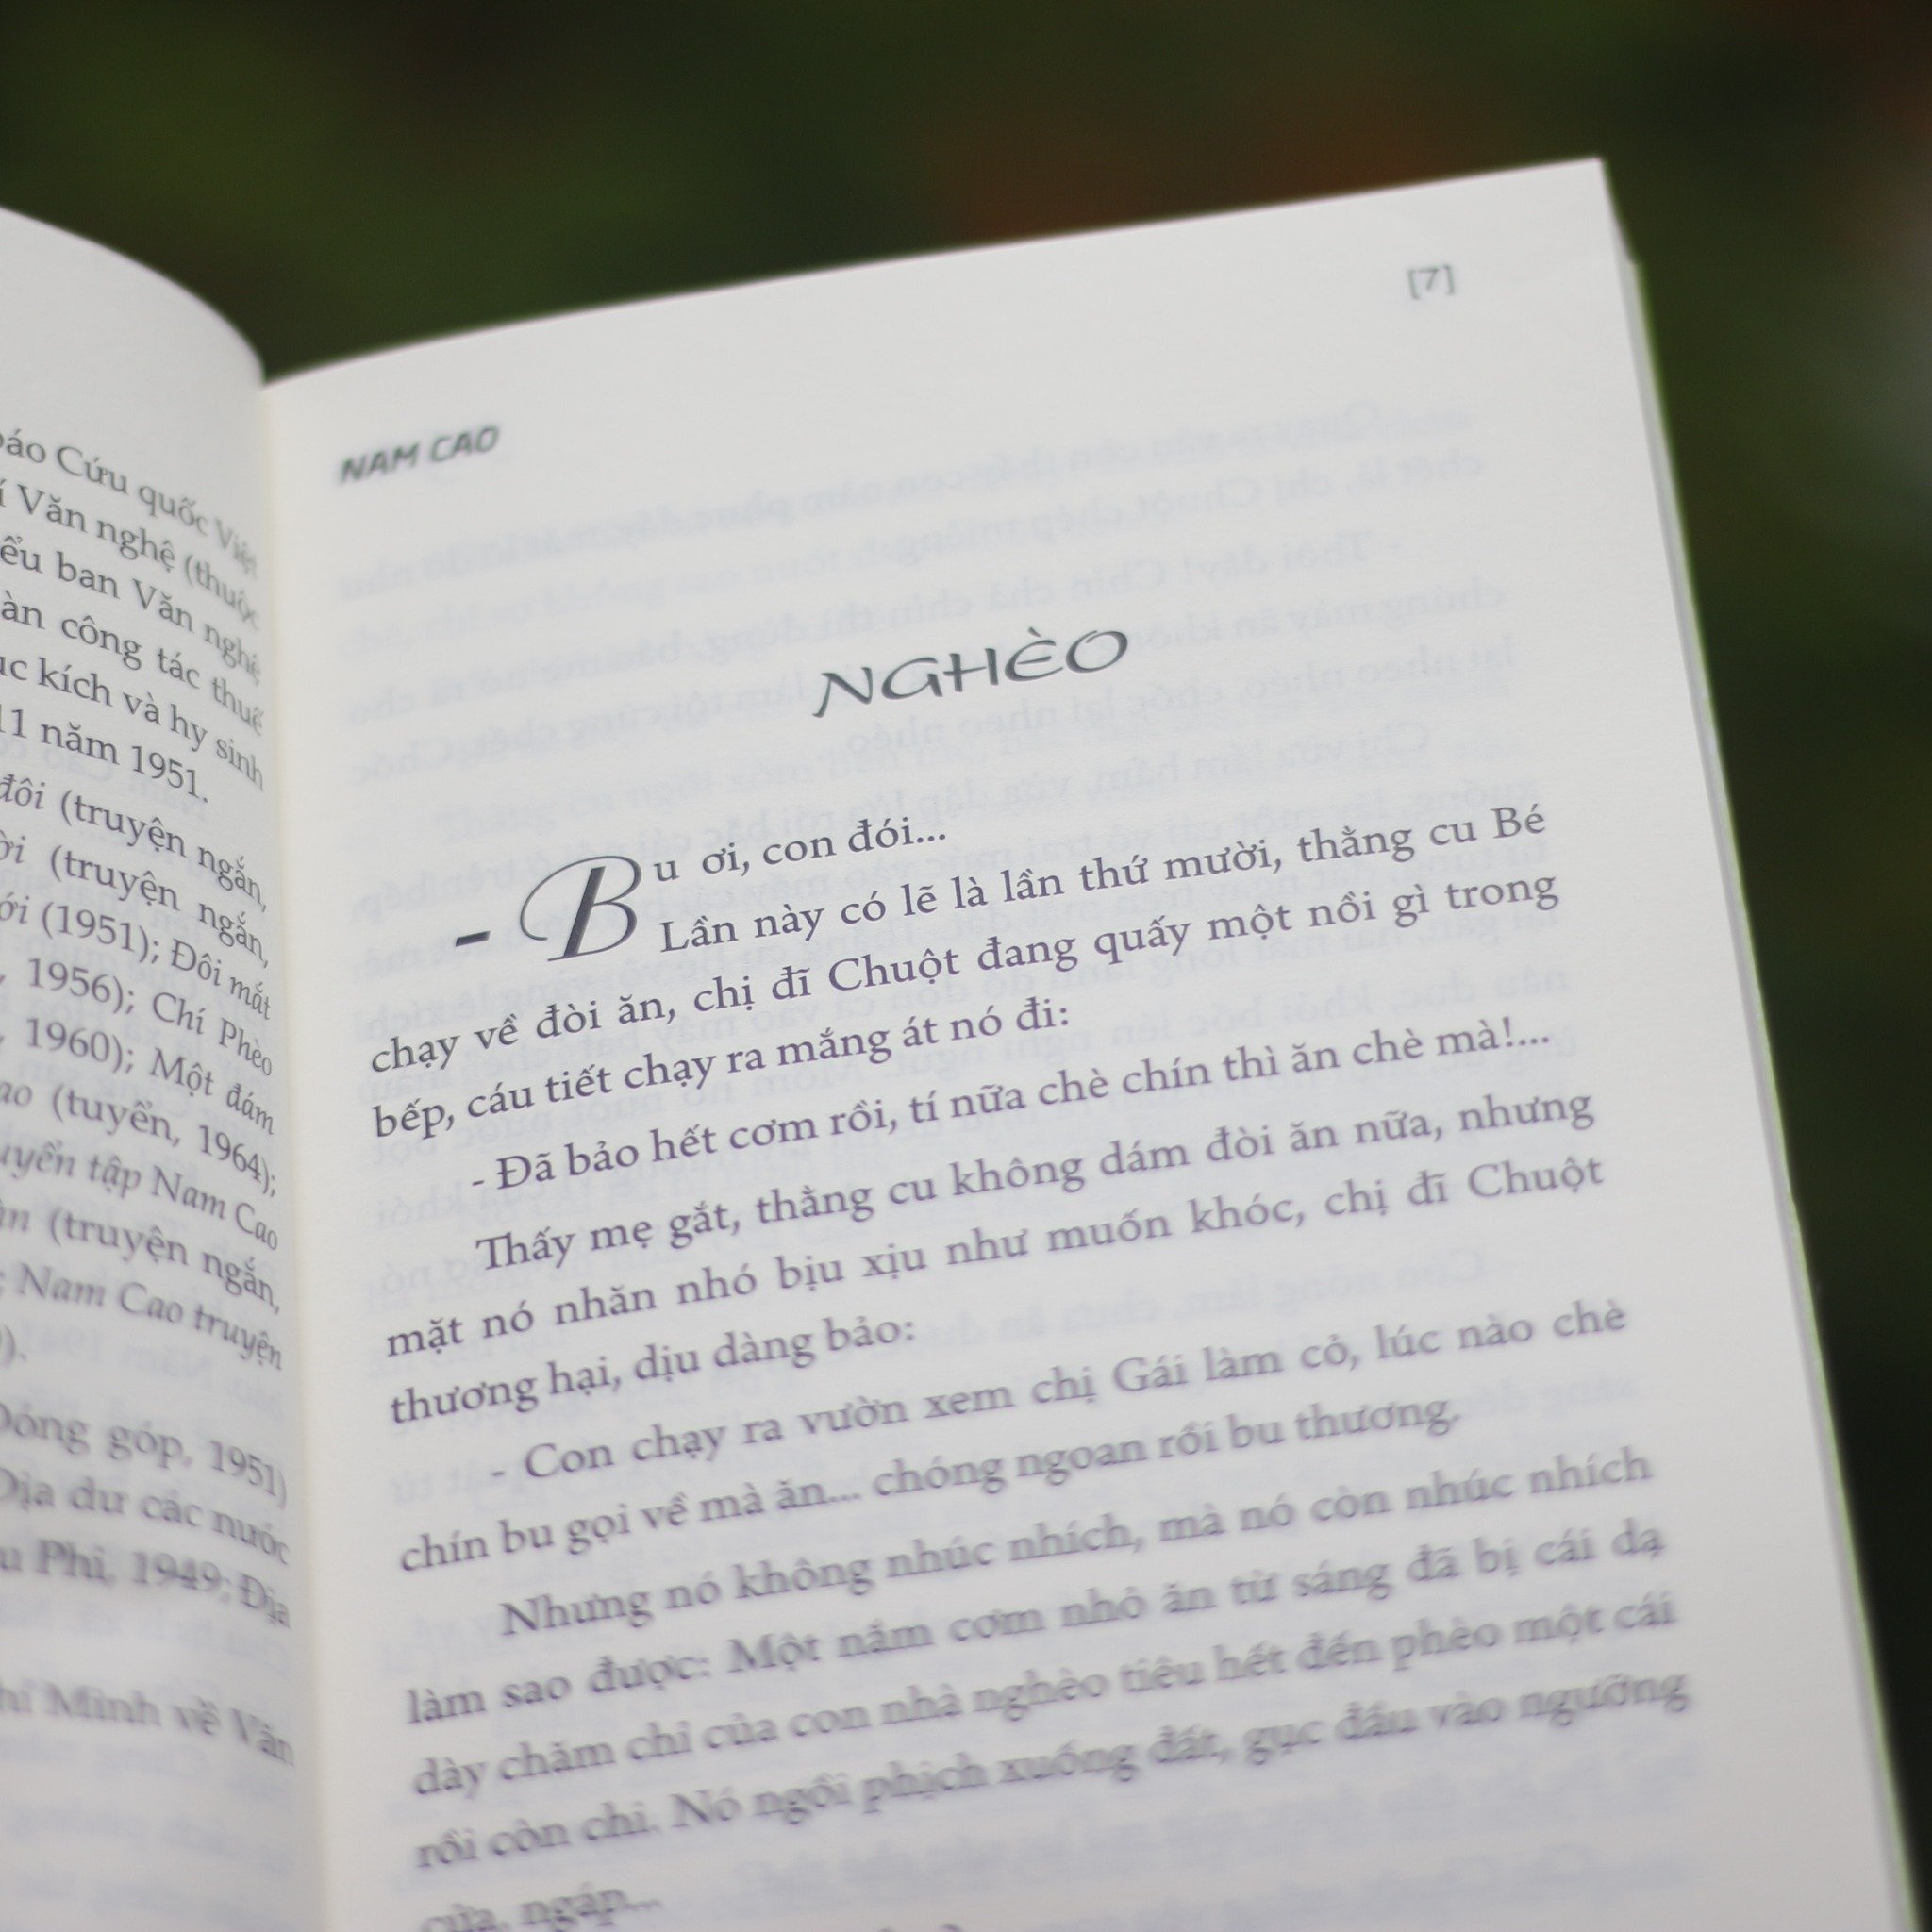 báo Cứu quốc Việt
Văn nghệ (thuộc
ban Văn nghệ
công tác thuế
kích và hy sinh
11 năm 1951.
đôi (truyện ngắn,
(truyện ngắn,
(1951); Đôi mắt
1956); Chí Phèo
1960); Một đám
(tuyển, 1964);
tập Nam Cao
(truyện ngắn,
; Nam Cao truyện
).
Đóng góp, 1951)
Địa dư các nước
Phi, 1949; Địa
Minh về Văn
[7]
NAM CAO
NGHÈO
- Bu ơi, con đói...
Lần này có lẽ là lần thứ mười, thằng cu Bé
chạy về đòi ăn, chị đĩ Chuột đang quấy một nồi gì trong
bếp, cáu tiết chạy ra mắng át nó đi:
- Đã bảo hết cơm rồi, tí nữa chè chín thì ăn chè mà!...
Thấy mẹ gắt, thằng cu không dám đòi ăn nữa, nhưng
mặt nó nhăn nhó bịu xịu như muốn khóc, chị đĩ Chuột
thương hại, dịu dàng bảo:
- Con chạy ra vườn xem chị Gái làm cỏ, lúc nào chè
chín bu gọi về mà ăn... chóng ngoan rồi bu thương.
Nhưng nó không nhúc nhích, mà nó còn nhúc nhích
làm sao được: Một nắm cơm nhỏ ăn từ sáng đã bị cái dạ
dày chăm chỉ của con nhà nghèo tiêu hết đến phèo một cái
rồi còn chi. Nó ngồi phịch xuống đất, gục đầu vào ngưỡng
cửa, ngáp...